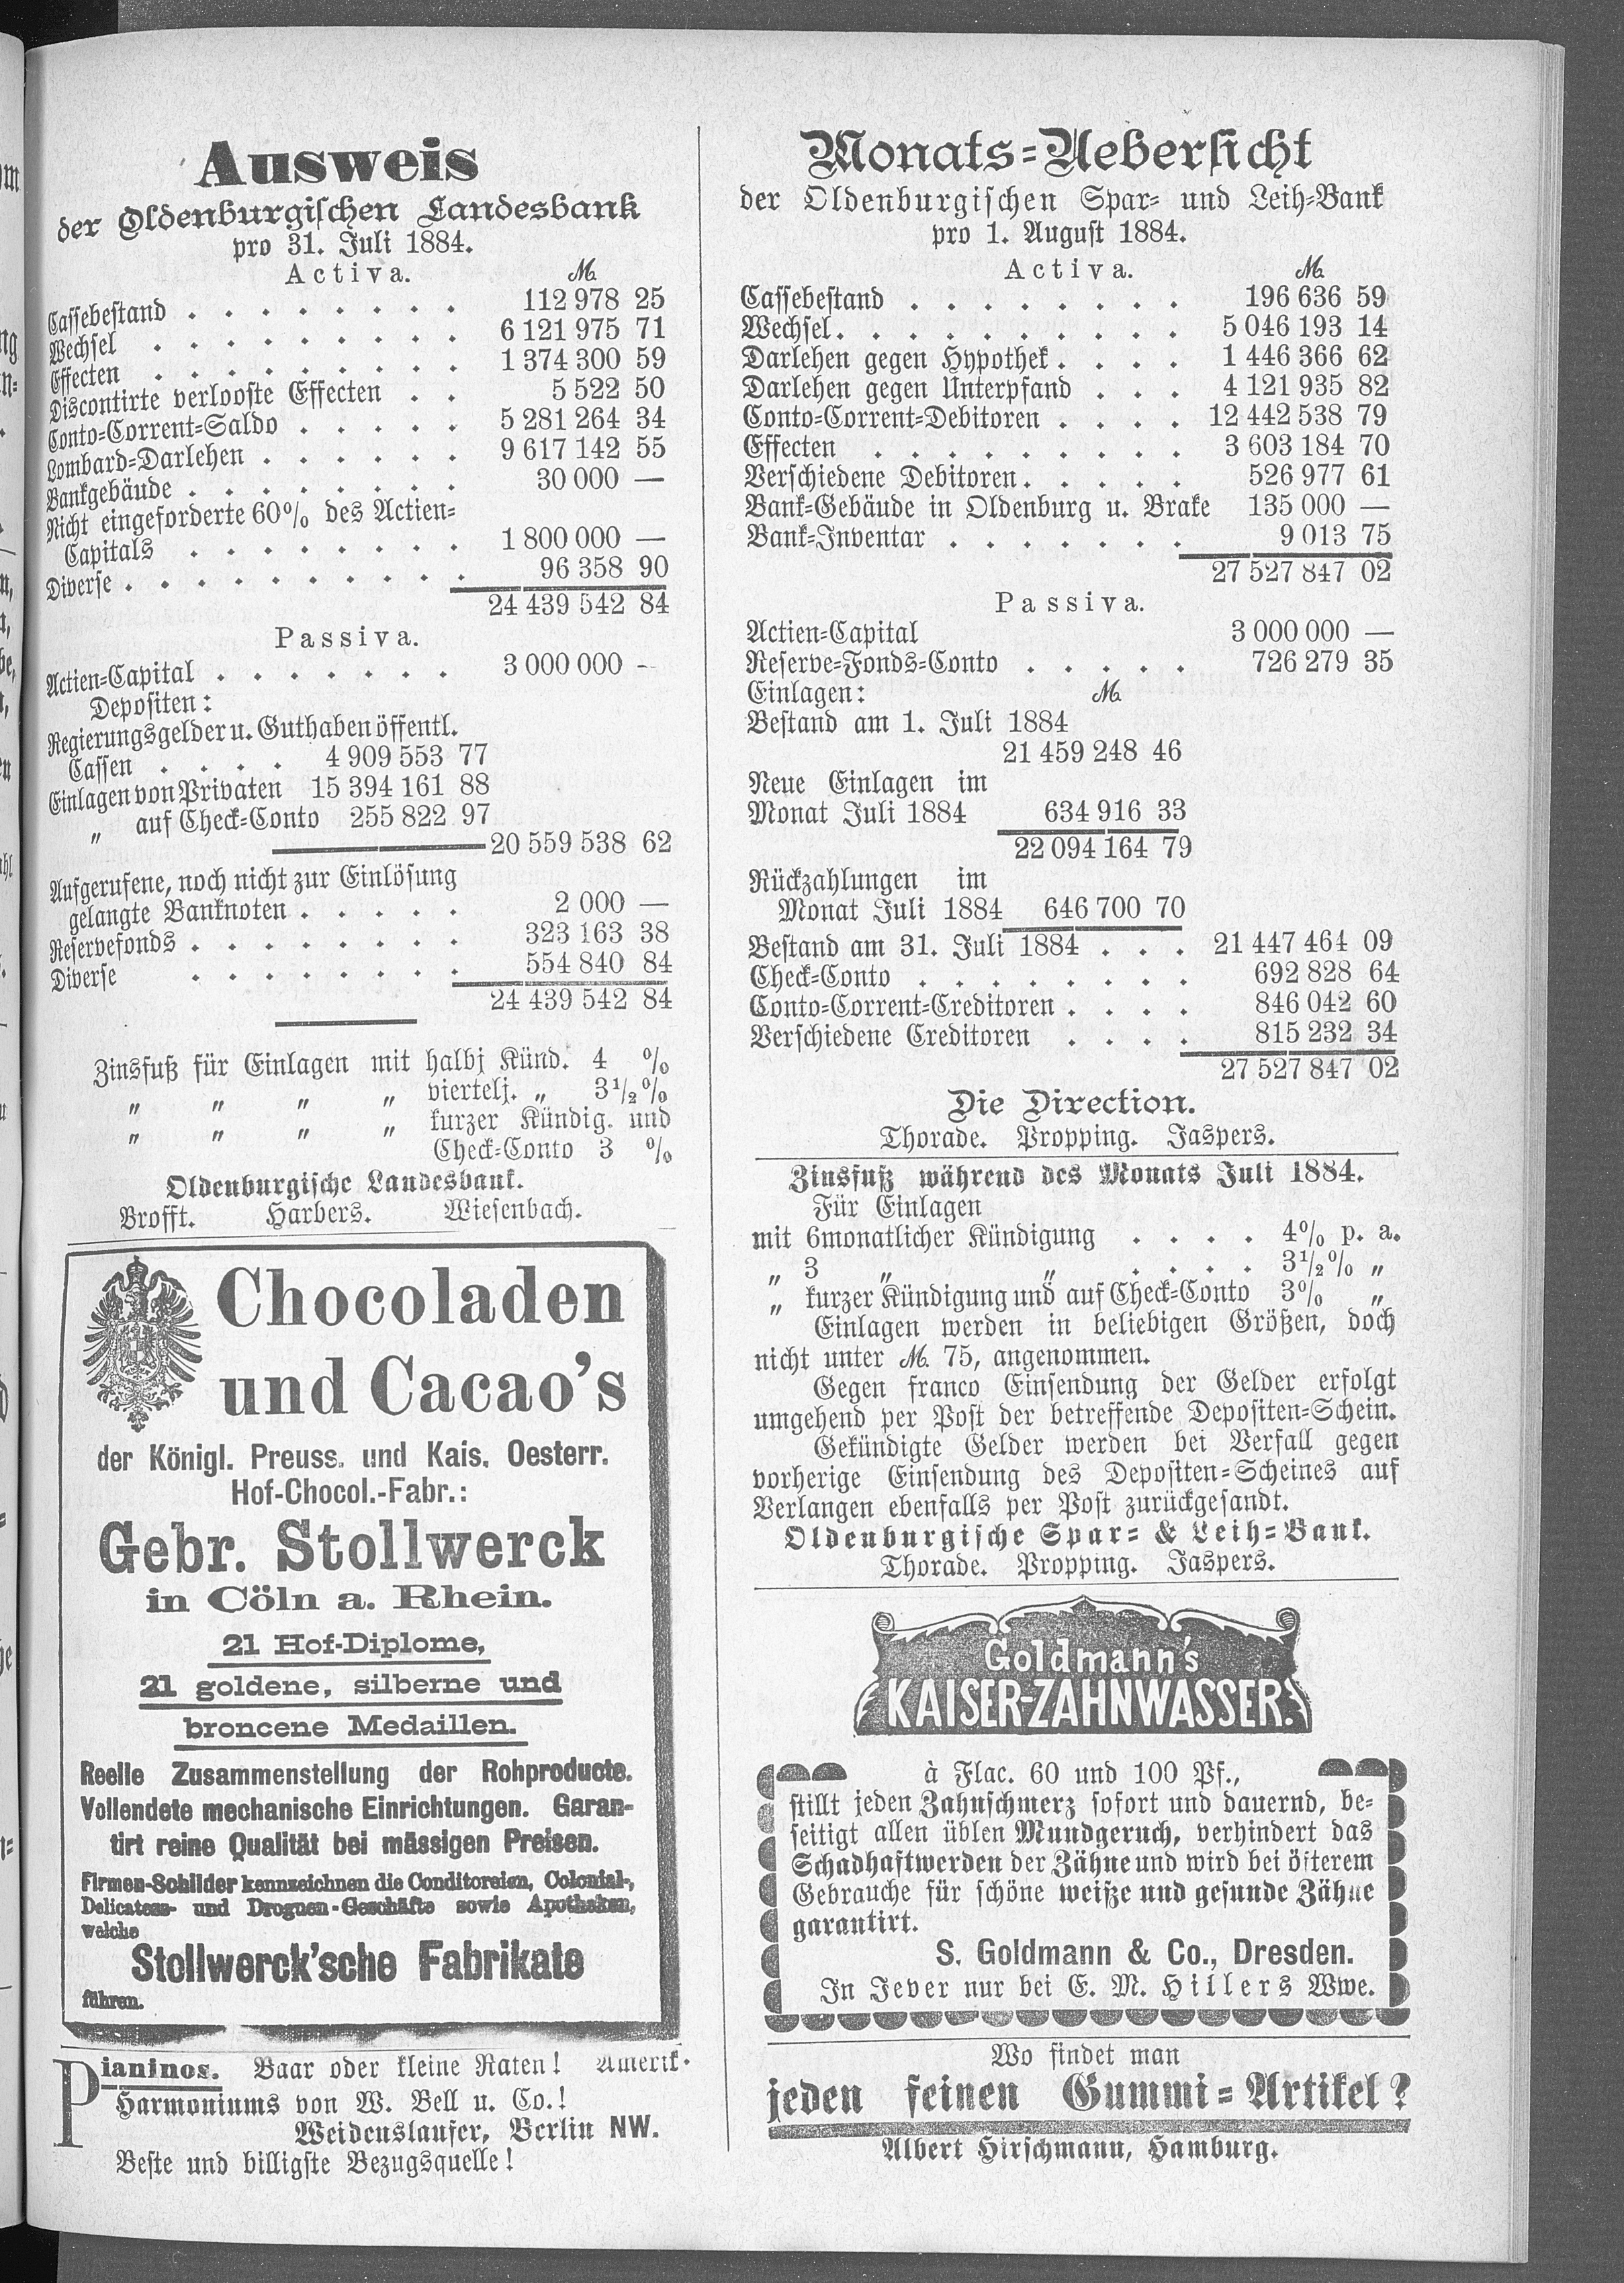 Ausweis
der Oldenburgischen Landesbank
pro 31. Juli 1884.
Activa. M.
Cassebestand . . . . . . . . 112 978 25
Wechsel . . . . . . . . . 6 121 975 71
Effecten . . . . . . . . . 1 374 300 59
Discontirte verlooste Effecten . . 5 522 50
Conto-Corrent-Saldo . . . . . 5 281 264 34
Lombard-Darlehen . . . . . . 9 617 142 55
Bankgebäude . . . . . . . . 30 000 —
Nicht eingeforderte 60% des Actien-
Capitals . . . . . . . . 1 800 000 —
Diverse . . . . . . . . . . 96 358 90
24 439 542 84
Passiva.
Actien-Capital . . . . . . . 3 000 000 -
Depositen:
Regierungsgelder u. Guthaben öffentl.
Cassen . . . . 4 909 553 77
Einlagen von Privaten 15 394 161 88
„ auf Check-Conto 255 822 97
20 559 538 62
Aufgerufene, noch nicht zur Einlösung
gelangte Banknoten . . . . . 2 000 —
Reservefonds . . . . . . . . 323 163 38
Diverse . . . . . . . . 554 840 84
24 439 542 84
Zinsfuß für Einlagen mit halbj Künd. 4 %
„ „ „ „ viertelj. „ 3½%
„ „ „ „ kurzer Kündig. und
Check-Conto 3 %
Oldenburgische Landesbank.
Brofft. Harbers. Wiesenbach.
Chocoladen
und Cacao's
der Königl. Preuss. und Kais. Oesterr.
Hof-Chocol.-Fabr.:
Gebr. Stollwerck
in Cöln a. Rhein.
21 Hof-Diplome,
21 goldene, silberne und
broncene Medaillen.
Reelle Zusammenstellung der Rohproducte.
Vollendete mechanische Einrichtungen. Garan-
tirt reine Qualität bei mässigen Preisen.
Firmen-Schilder kennzeichnen die Conditoreien, Colonial-,
Delicatess- und Droguen-Geschäfte sowie Apotheken,
welche
Stollwerck'sche Fabrikate
führen.
Pianinos. Baar oder kleine Raten! Amerik.
Harmoniums von W. Bell u. Co.!
Weidenslaufer, Berlin NW.
Beste und billigste Bezugsquelle!
Monats-Uebersicht
der Oldenburgischen Spar- und Leih-Bank
pro 1. August 1884.
Activa. M.
Cassebestand . . . . . . . . 196 636 59
Wechsel . . . . . . . . . . 5 046 193 14
Darlehen gegen Hypothek . . . . 1 446 366 62
Darlehen gegen Unterpfand . . . 4 121 935 82
Conto-Corrent-Debitoren . . . . 12 442 538 79
Effecten . . . . . . . . . 3 603 184 70
Verschiedene Debitoren . . . . . 526 977 61
Bank-Gebäude in Oldenburg u. Brake 135 000 —
Bank-Inventar . . . . . . . 9 013 75
27 527 847 02
Passiva.
Actien-Capital 3 000 000 —
Reserve-Fonds-Conto . . . . . 726 279 35
Einlagen: M.
Bestand am 1. Juli 1884
21 459 248 46
Neue Einlagen im
Monat Juli 1884 634 916 33
22 094 164 79
Rückzahlungen im
Monat Juli 1884 646 700 70
Bestand am 31. Juli 1884 . . . 21 447 464 09
Check-Conto . . . . . . . . 692 828 64
Conto-Corrent-Creditoren . . . . 846 042 60
Verschiedene Creditoren . . . . 815 232 34
27 527 847 02
Die Direction.
Thorade. Propping. Jaspers.
Zinsfuß während des Monats Juli 1884.
Für Einlagen
mit 6monatlicher Kündigung . . . . 4% p. a.
„ 3 „ „ . . . . 3½% „
„ kurzer Kündigung und auf Check-Conto 3% „
Einlagen werden in beliebigen Größen, doch
nicht unter M. 75, angenommen.
Gegen franco Einsendung der Gelder erfolgt
umgehend per Post der betreffende Depositen-Schein.
Gekündigte Gelder werden bei Verfall gegen
vorherige Einsendung des Depositen-Scheines auf
Verlangen ebenfalls per Post zurückgesandt.
Oldenburgische Spar- & Leih-Bank.
Thorade. Propping. Jaspers.
Goldmann's
KAISER-ZAHNWASSER.
à Flac. 60 und 100 Pf.,
stillt jeden Zahnschmerz sofort und dauernd, be-
seitigt allen üblen Mundgeruch, verhindert das
Schadhaftwerden der Zähne und wird bei öfterem
Gebrauche für schöne weiße und gesunde Zähne
garantirt.
S. Goldmann & Co., Dresden.
In Jever nur bei E. M. Hillers Wwe.
Wo findet man
jeden feinen Gummi-Artikel?
Albert Hirschmann, Hamburg.